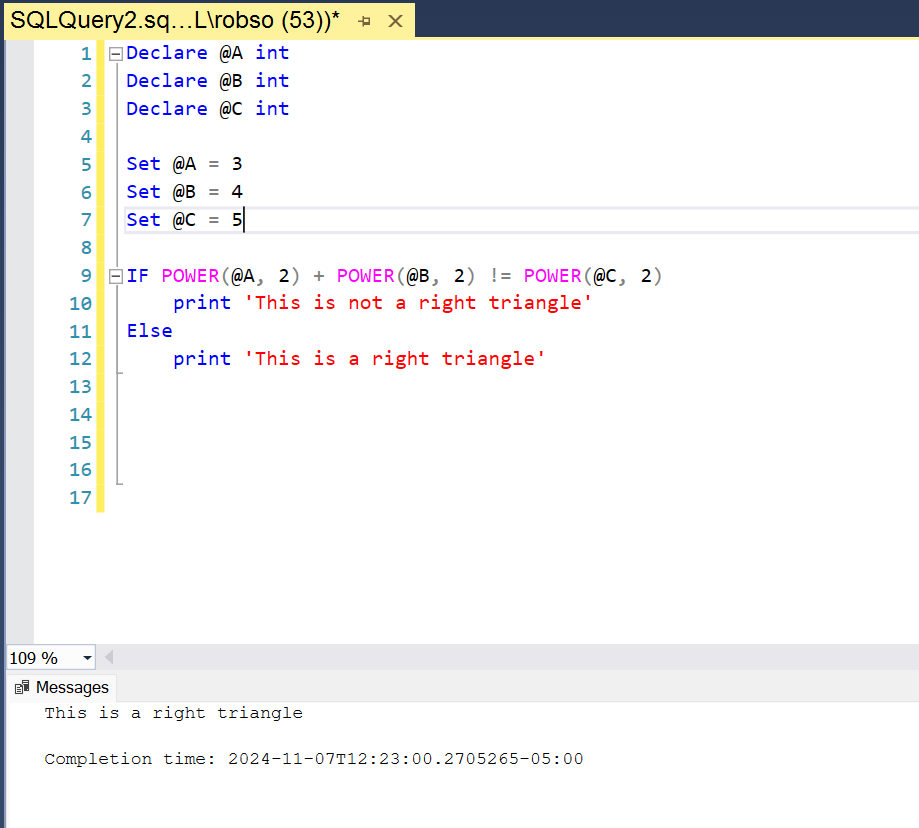 SQLQuery2.sq...L\robso (53))*
1 Declare @A int
2 Declare @B int
3 Declare @C int
4
5 Set @A = 3
6 Set @B = 4
7 Set @C = 5
8
9 IF POWER(@A, 2) + POWER(@B, 2) != POWER(@C, 2)
10     print 'This is not a right triangle'
11 Else
12     print 'This is a right triangle'
13
14
15
16
17
109 %
Messages
This is a right triangle
Completion time: 2024-11-07T12:23:00.2705265-05:00